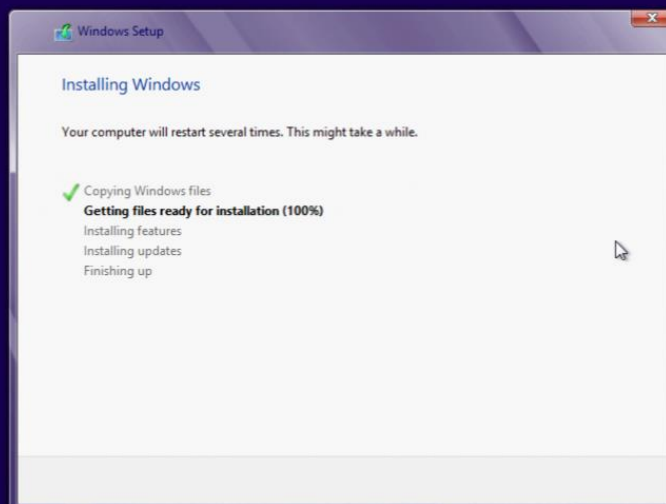 Windows Setup
Installing Windows
Your computer will restart several times. This might take a while.
Copying Windows files
Getting files ready for installation (100%)
Installing features
Installing updates
Finishing up